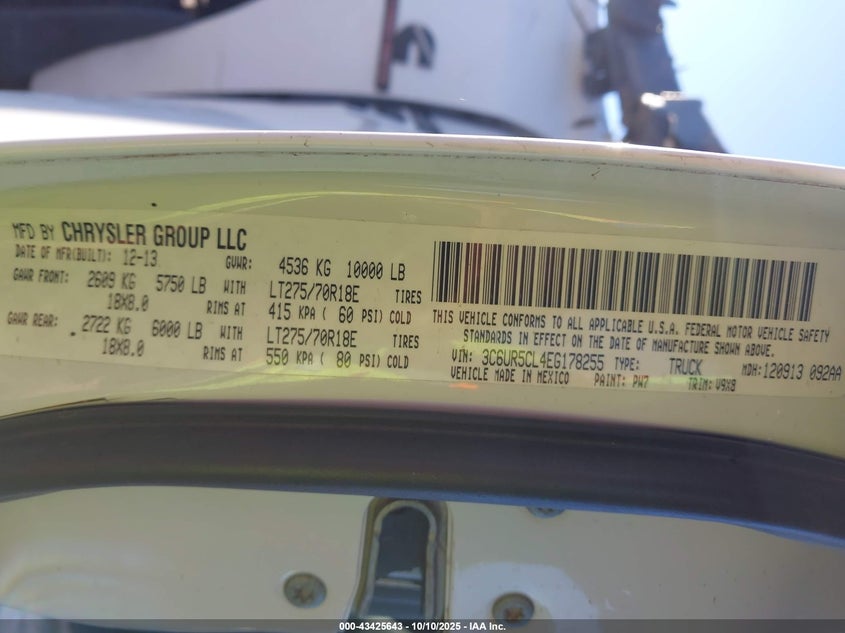 MFD BY CHRYSLER GROUP LLC
DATE OF MFR(BUILT): 12-13 GVWR: 4536 KG 10000 LB
GAWR FRONT: 2609 KG 5750 LB WITH LT275/70R18E TIRES
18X8.0 RIMS AT 415 KPA ( 60 PSI) COLD
GAWR REAR: 2722 KG 6000 LB WITH LT275/70R18E TIRES
18X8.0 RIMS AT 550 KPA ( 80 PSI) COLD
THIS VEHICLE CONFORMS TO ALL APPLICABLE U.S.A. FEDERAL MOTOR VEHICLE SAFETY
STANDARDS IN EFFECT ON THE DATE OF MANUFACTURE SHOWN ABOVE.
VIN: 3C6UR5CL4EG178255 TYPE: TRUCK MDH:120913 092AA
VEHICLE MADE IN MEXICO PAINT: PW7 TRIM: V9X8
000-43425643 - 10/10/2025 - IAA Inc.